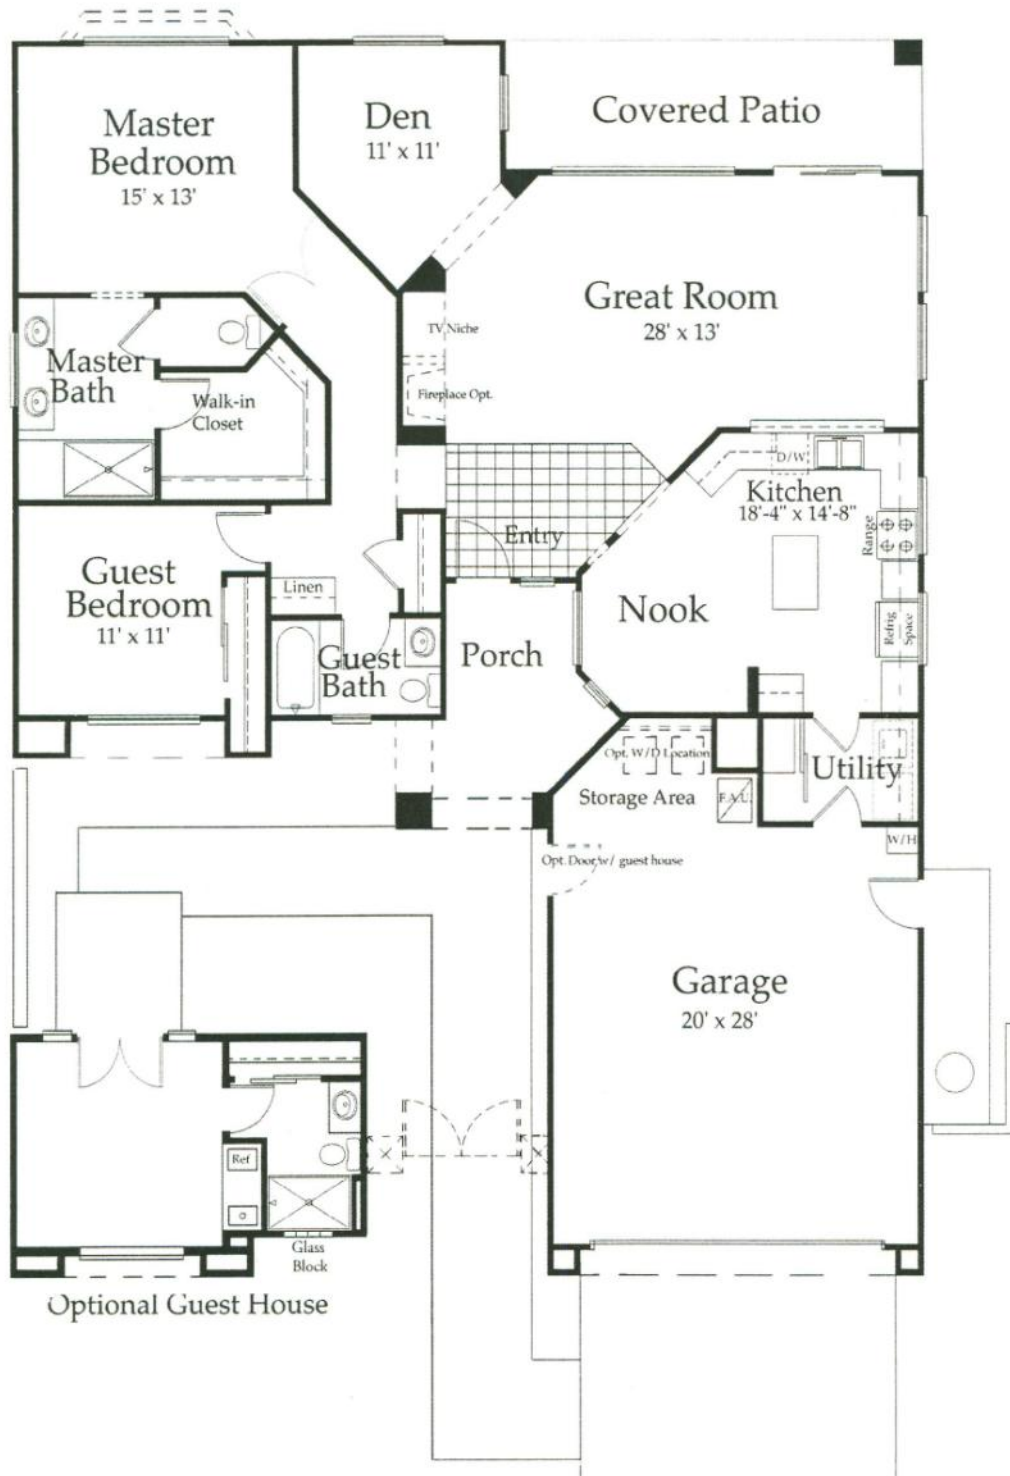 Master
Bedroom
15' x 13'
Den
11' x 11'
Covered Patio
Great Room
28' x 13'
TV Niche
Fireplace Opt.
Master
Bath
Walk-in
Closet
D/W
Kitchen
18'-4" x 14'-8"
Range
Entry
Guest
Bedroom
11' x 11'
Linen
Nook
Refrig
Space
Guest
Bath
Porch
Opt. W/D Location
Utility
Storage Area
F.A.U.
W/H
Opt. Door w/ guest house
Garage
20' x 28'
Ref
Glass
Block
Optional Guest House